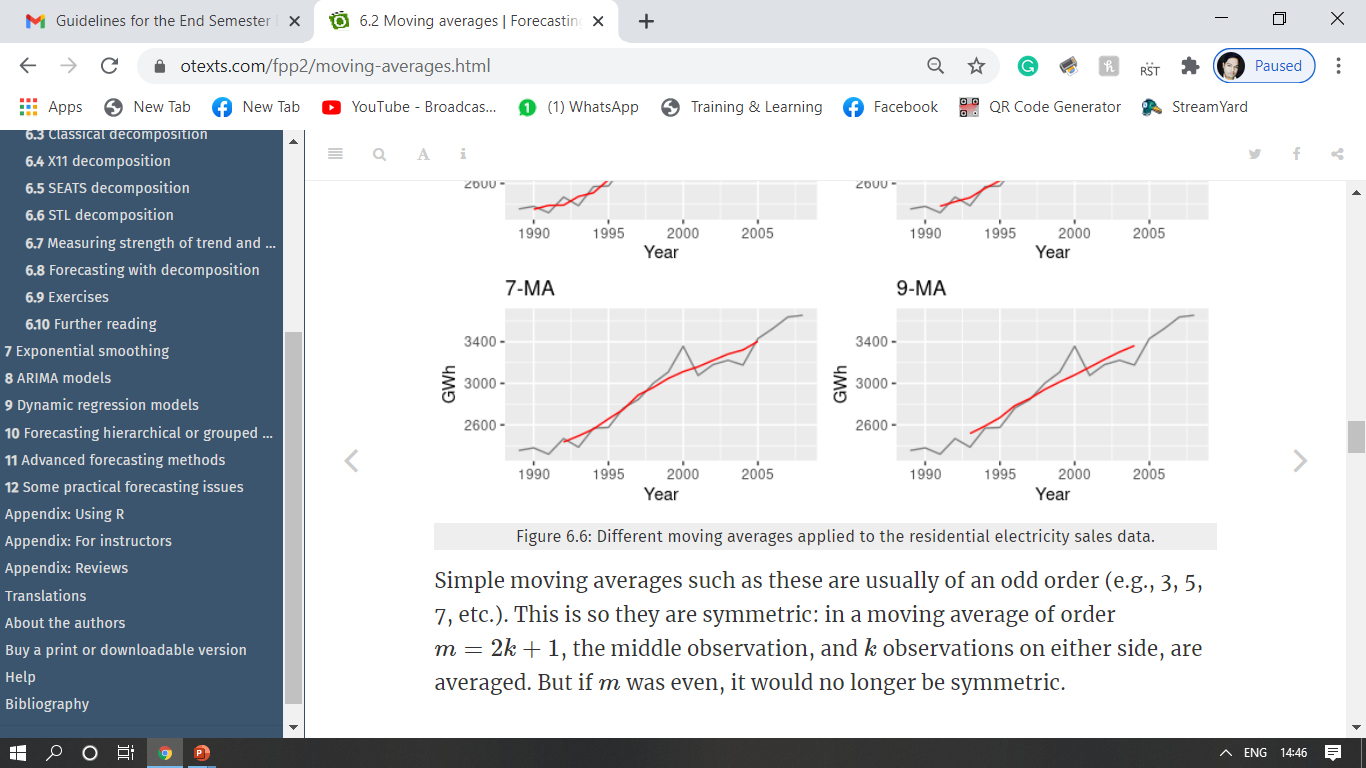 Guidelines for the End Semester
6.2 Moving averages | Forecastin
otexts.com/fpp2/moving-averages.html
RST
Paused
Apps
New Tab
New Tab
YouTube - Broadcas...
1
(1) WhatsApp
Training & Learning
Facebook
QR Code Generator
StreamYard
6.3 Classical decomposition
6.4 X11 decomposition
6.5 SEATS decomposition
6.6 STL decomposition
6.7 Measuring strength of trend and ...
6.8 Forecasting with decomposition
6.9 Exercises
6.10 Further reading
7 Exponential smoothing
8 ARIMA models
9 Dynamic regression models
10 Forecasting hierarchical or grouped ...
11 Advanced forecasting methods
12 Some practical forecasting issues
Appendix: Using R
Appendix: For instructors
Appendix: Reviews
Translations
About the authors
Buy a print or downloadable version
Help
Bibliography
A
i
2600
1990 1995 2000 2005
Year
2600
1990 1995 2000 2005
Year
7-MA
GWh
3400
3000
2600
1990 1995 2000 2005
Year
9-MA
GWh
3400
3000
2600
1990 1995 2000 2005
Year
Figure 6.6: Different moving averages applied to the residential electricity sales data.
Simple moving averages such as these are usually of an odd order (e.g., 3, 5,
7, etc.). This is so they are symmetric: in a moving average of order
m = 2k + 1, the middle observation, and k observations on either side, are
averaged. But if m was even, it would no longer be symmetric.
ENG
14:46